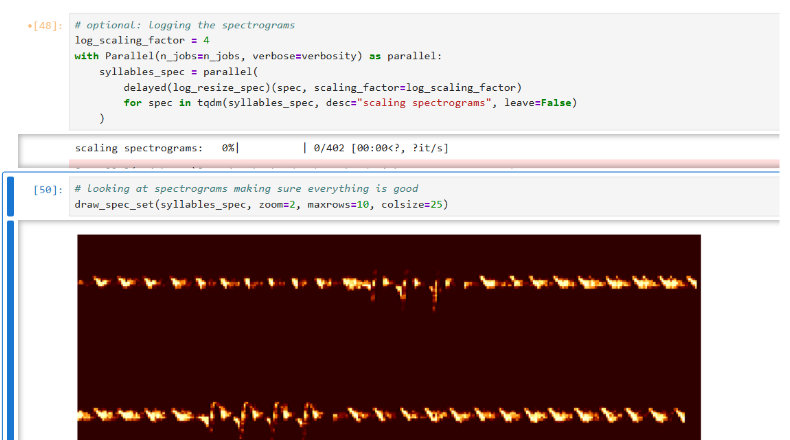 •[48]: # optional: logging the spectrograms
log_scaling_factor = 4
with Parallel(n_jobs=n_jobs, verbose=verbosity) as parallel:
    syllables_spec = parallel(
        delayed(log_resize_spec)(spec, scaling_factor=log_scaling_factor)
        for spec in tqdm(syllables_spec, desc="scaling spectrograms", leave=False)
    )
scaling spectrograms:   0%|          | 0/402 [00:00<?, ?it/s]
[50]: # looking at spectrograms making sure everything is good
draw_spec_set(syllables_spec, zoom=2, maxrows=10, colsize=25)